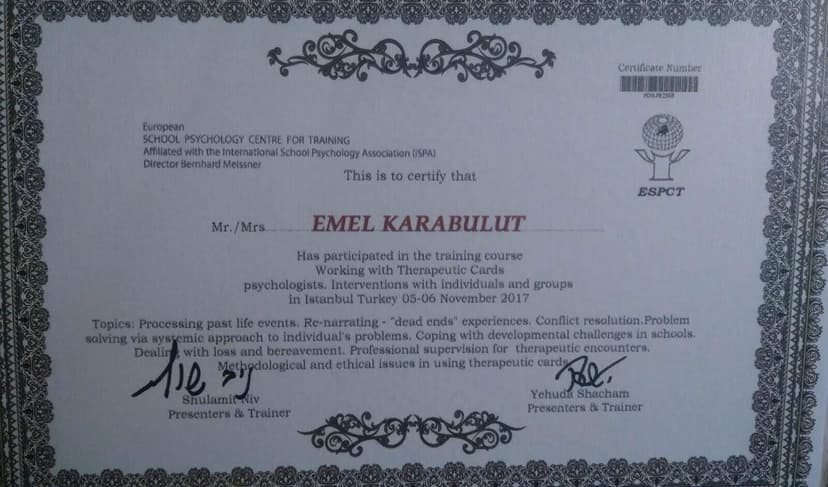 Certificate Number
European
SCHOOL PSYCHOLOGY CENTRE FOR TRAINING
Affiliated with the International School Psychology Association (iSPA)
Director Bernhard Meissner
ESPCT
This is to certify that
Mr./Mrs. EMEL KARABULUT
Has participated in the training course
Working with Therapeutic Cards
psychologists. Interventions with individuals and groups
in Istanbul Turkey 05-06 November 2017
Topics: Processing past life events. Re-narrating - "dead ends" experiences. Conflict resolution.Problem
solving via systemic approach to individual's problems. Coping with developmental challenges in schools.
Dealing with loss and bereavement. Professional supervision for therapeutic encounters.
Methodological and ethical issues in using therapeutic cards
Shulamit Niv
Presenters & Trainer
Yehuda Shacham
Presenters & Trainer